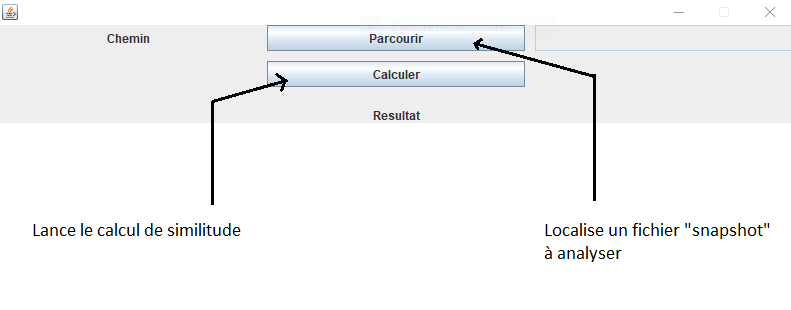 Chemin
Parcourir
Calculer
Resultat
Lance le calcul de similitude
Localise un fichier "snapshot"
à analyser